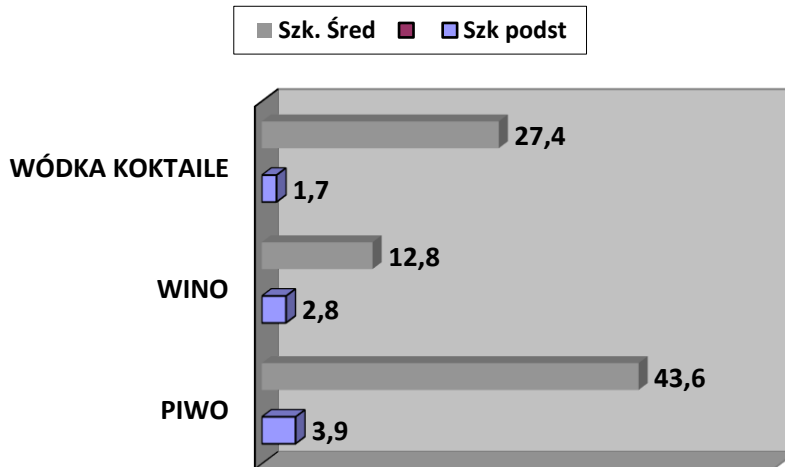 Szk. Śred Szk podst
27,4
WÓDKA KOKTAILE
1,7
12,8
WINO
2,8
43,6
PIWO
3,9